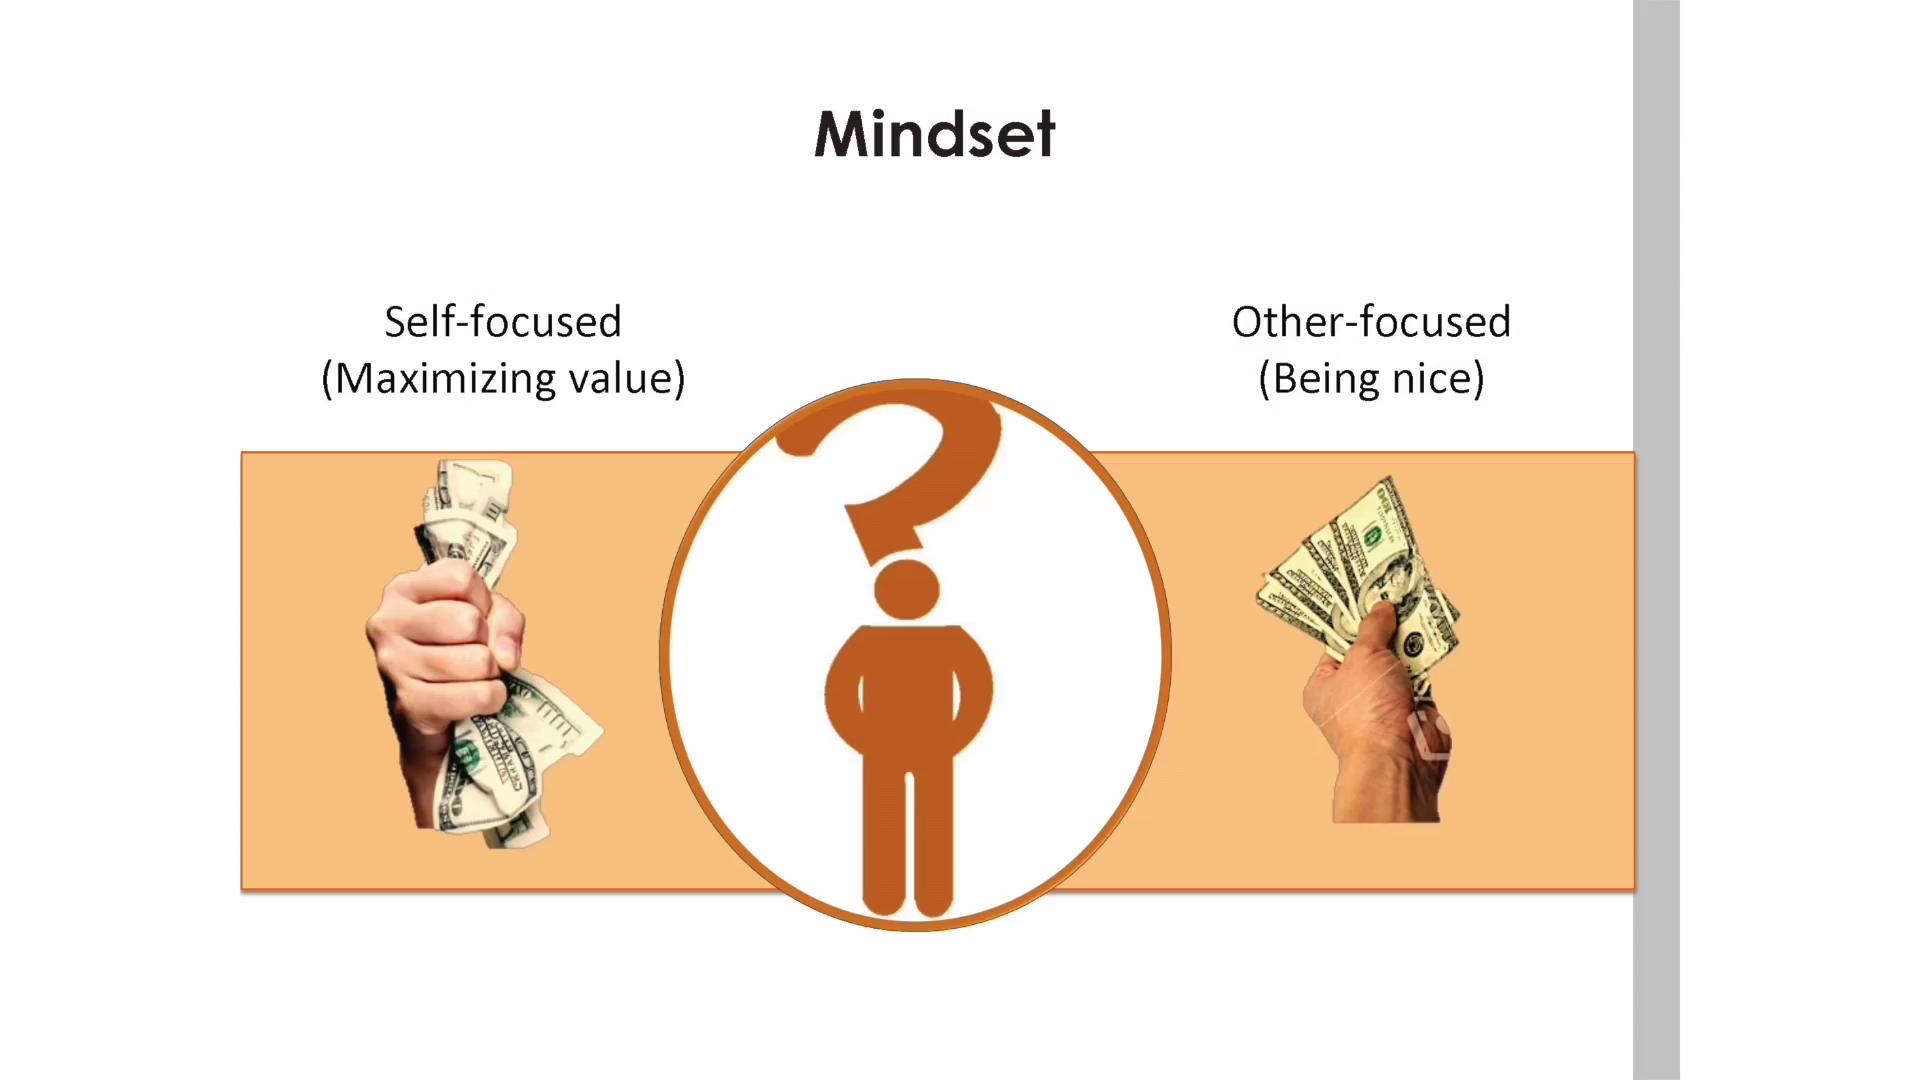 Mindset
Self-focused
(Maximizing value)
Other-focused
(Being nice)